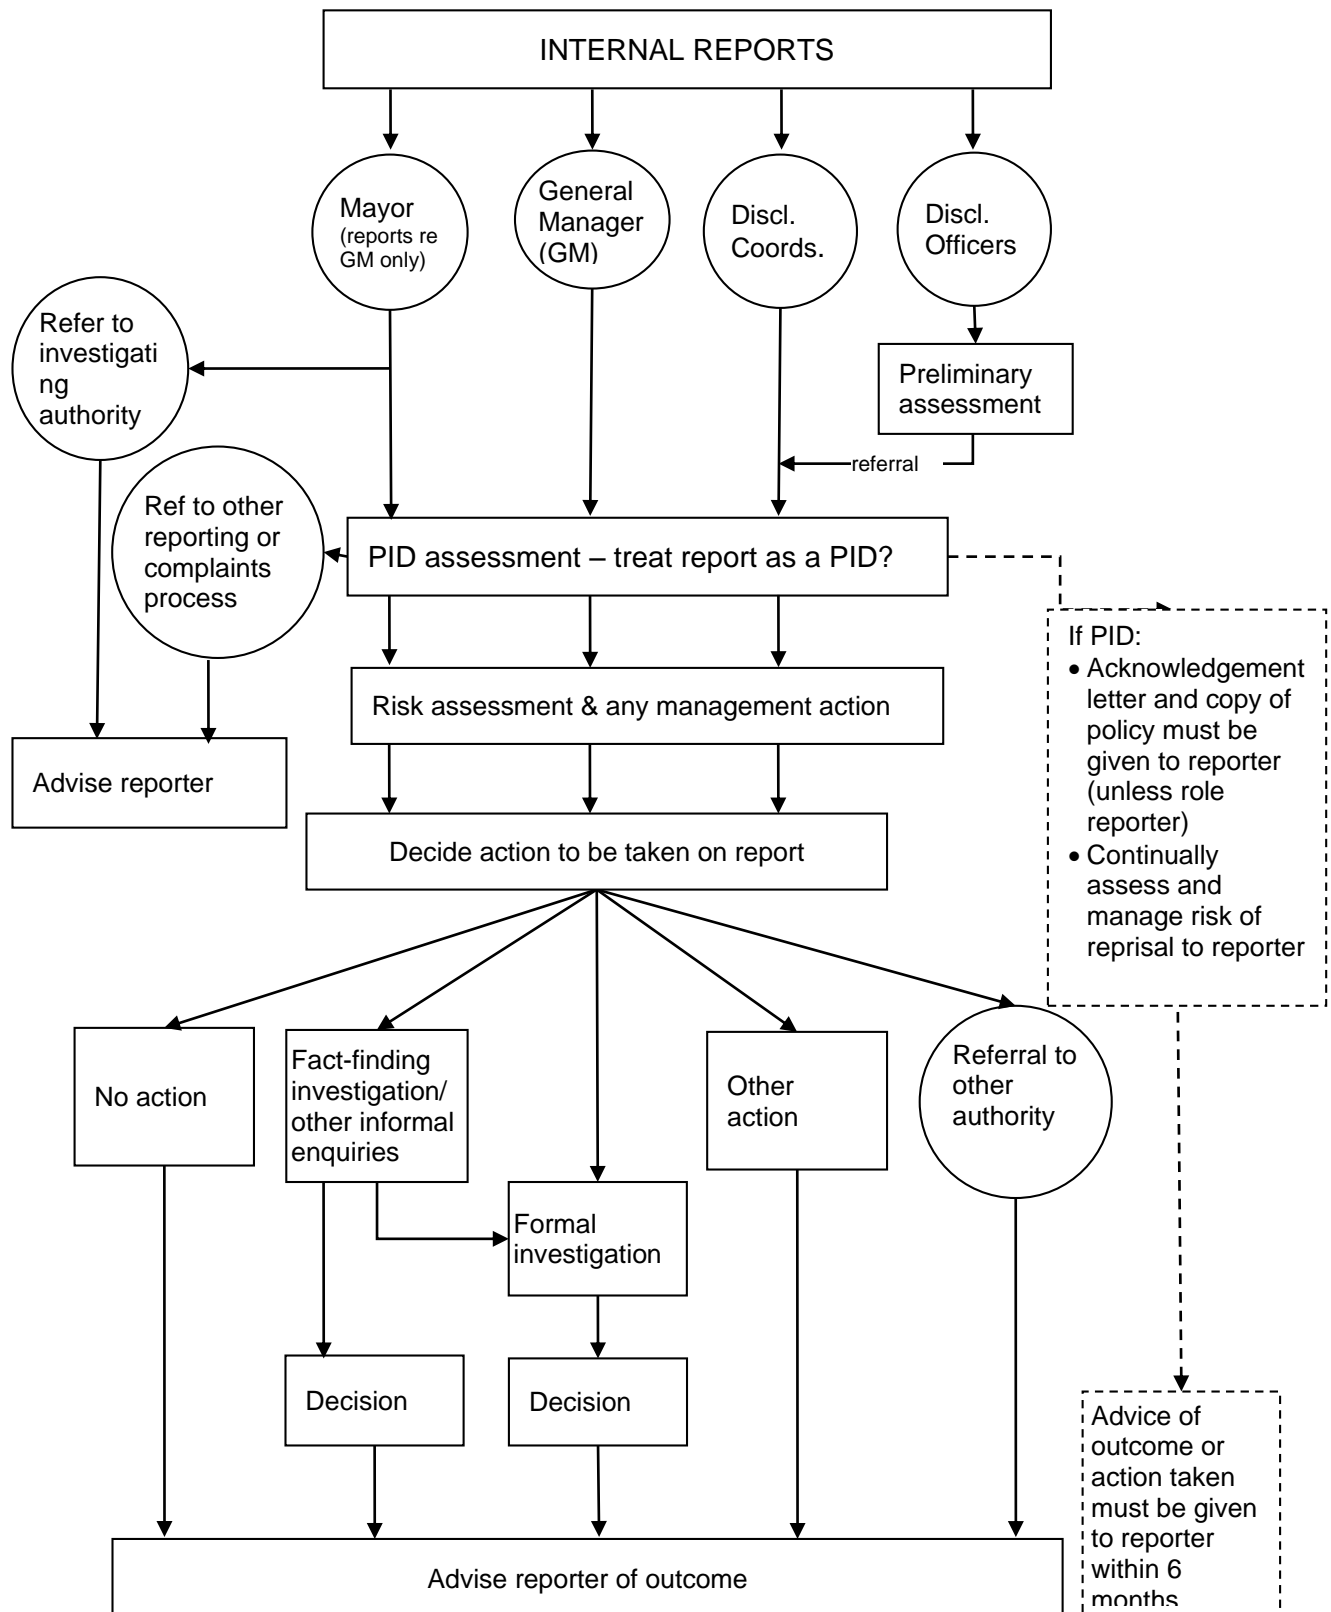 INTERNAL REPORTS
Mayor
(reports re
GM only)
General
Manager
(GM)
Discl.
Coords.
Discl.
Officers
Refer to
investigati
ng
authority
Preliminary
assessment
referral
Ref to other
reporting or
complaints
process
PID assessment – treat report as a PID?
If PID:
• Acknowledgement
letter and copy of
policy must be
given to reporter
(unless role
reporter)
• Continually
assess and
manage risk of
reprisal to reporter
Risk assessment & any management action
Advise reporter
Decide action to be taken on report
No action
Fact-finding
investigation/
other informal
enquiries
Other
action
Referral to
other
authority
Formal
investigation
Decision
Decision
Advice of
outcome or
action taken
must be given
to reporter
within 6
months
Advise reporter of outcome